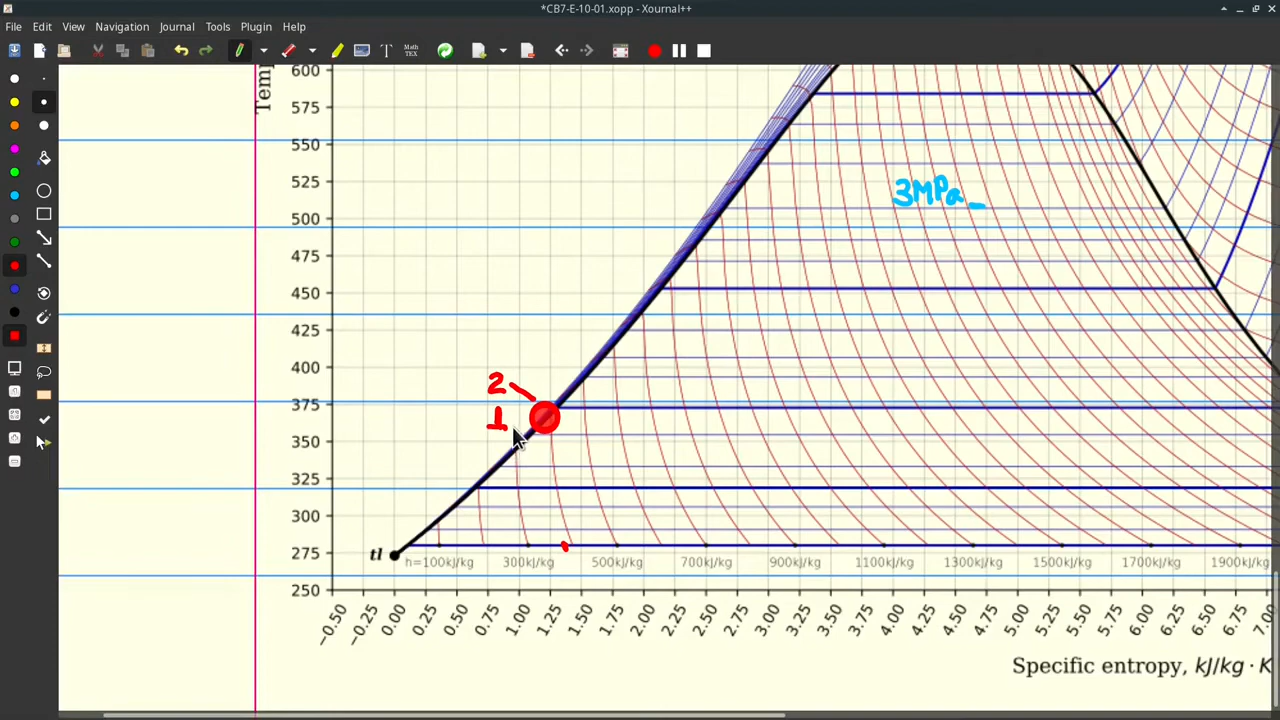 *CB7-E-10-01.xopp - Xournal++
File Edit View Navigation Journal Tools Plugin Help
T Math TEX
Temp
600
575
550
525
500
475
450
425
400
375
350
325
300
275
250
3MPa
2
1
tl
h=100kJ/kg 300kJ/kg 500kJ/kg 700kJ/kg 900kJ/kg 1100kJ/kg 1300kJ/kg 1500kJ/kg 1700kJ/kg 1900kJ/kg
−0.50 −0.25 0.00 0.25 0.50 0.75 1.00 1.25 1.50 1.75 2.00 2.25 2.50 2.75 3.00 3.25 3.50 3.75 4.00 4.25 4.50 4.75 5.00 5.25 5.50 5.75 6.00 6.25 6.50 6.75 7.00
Specific entropy, kJ/kg · K